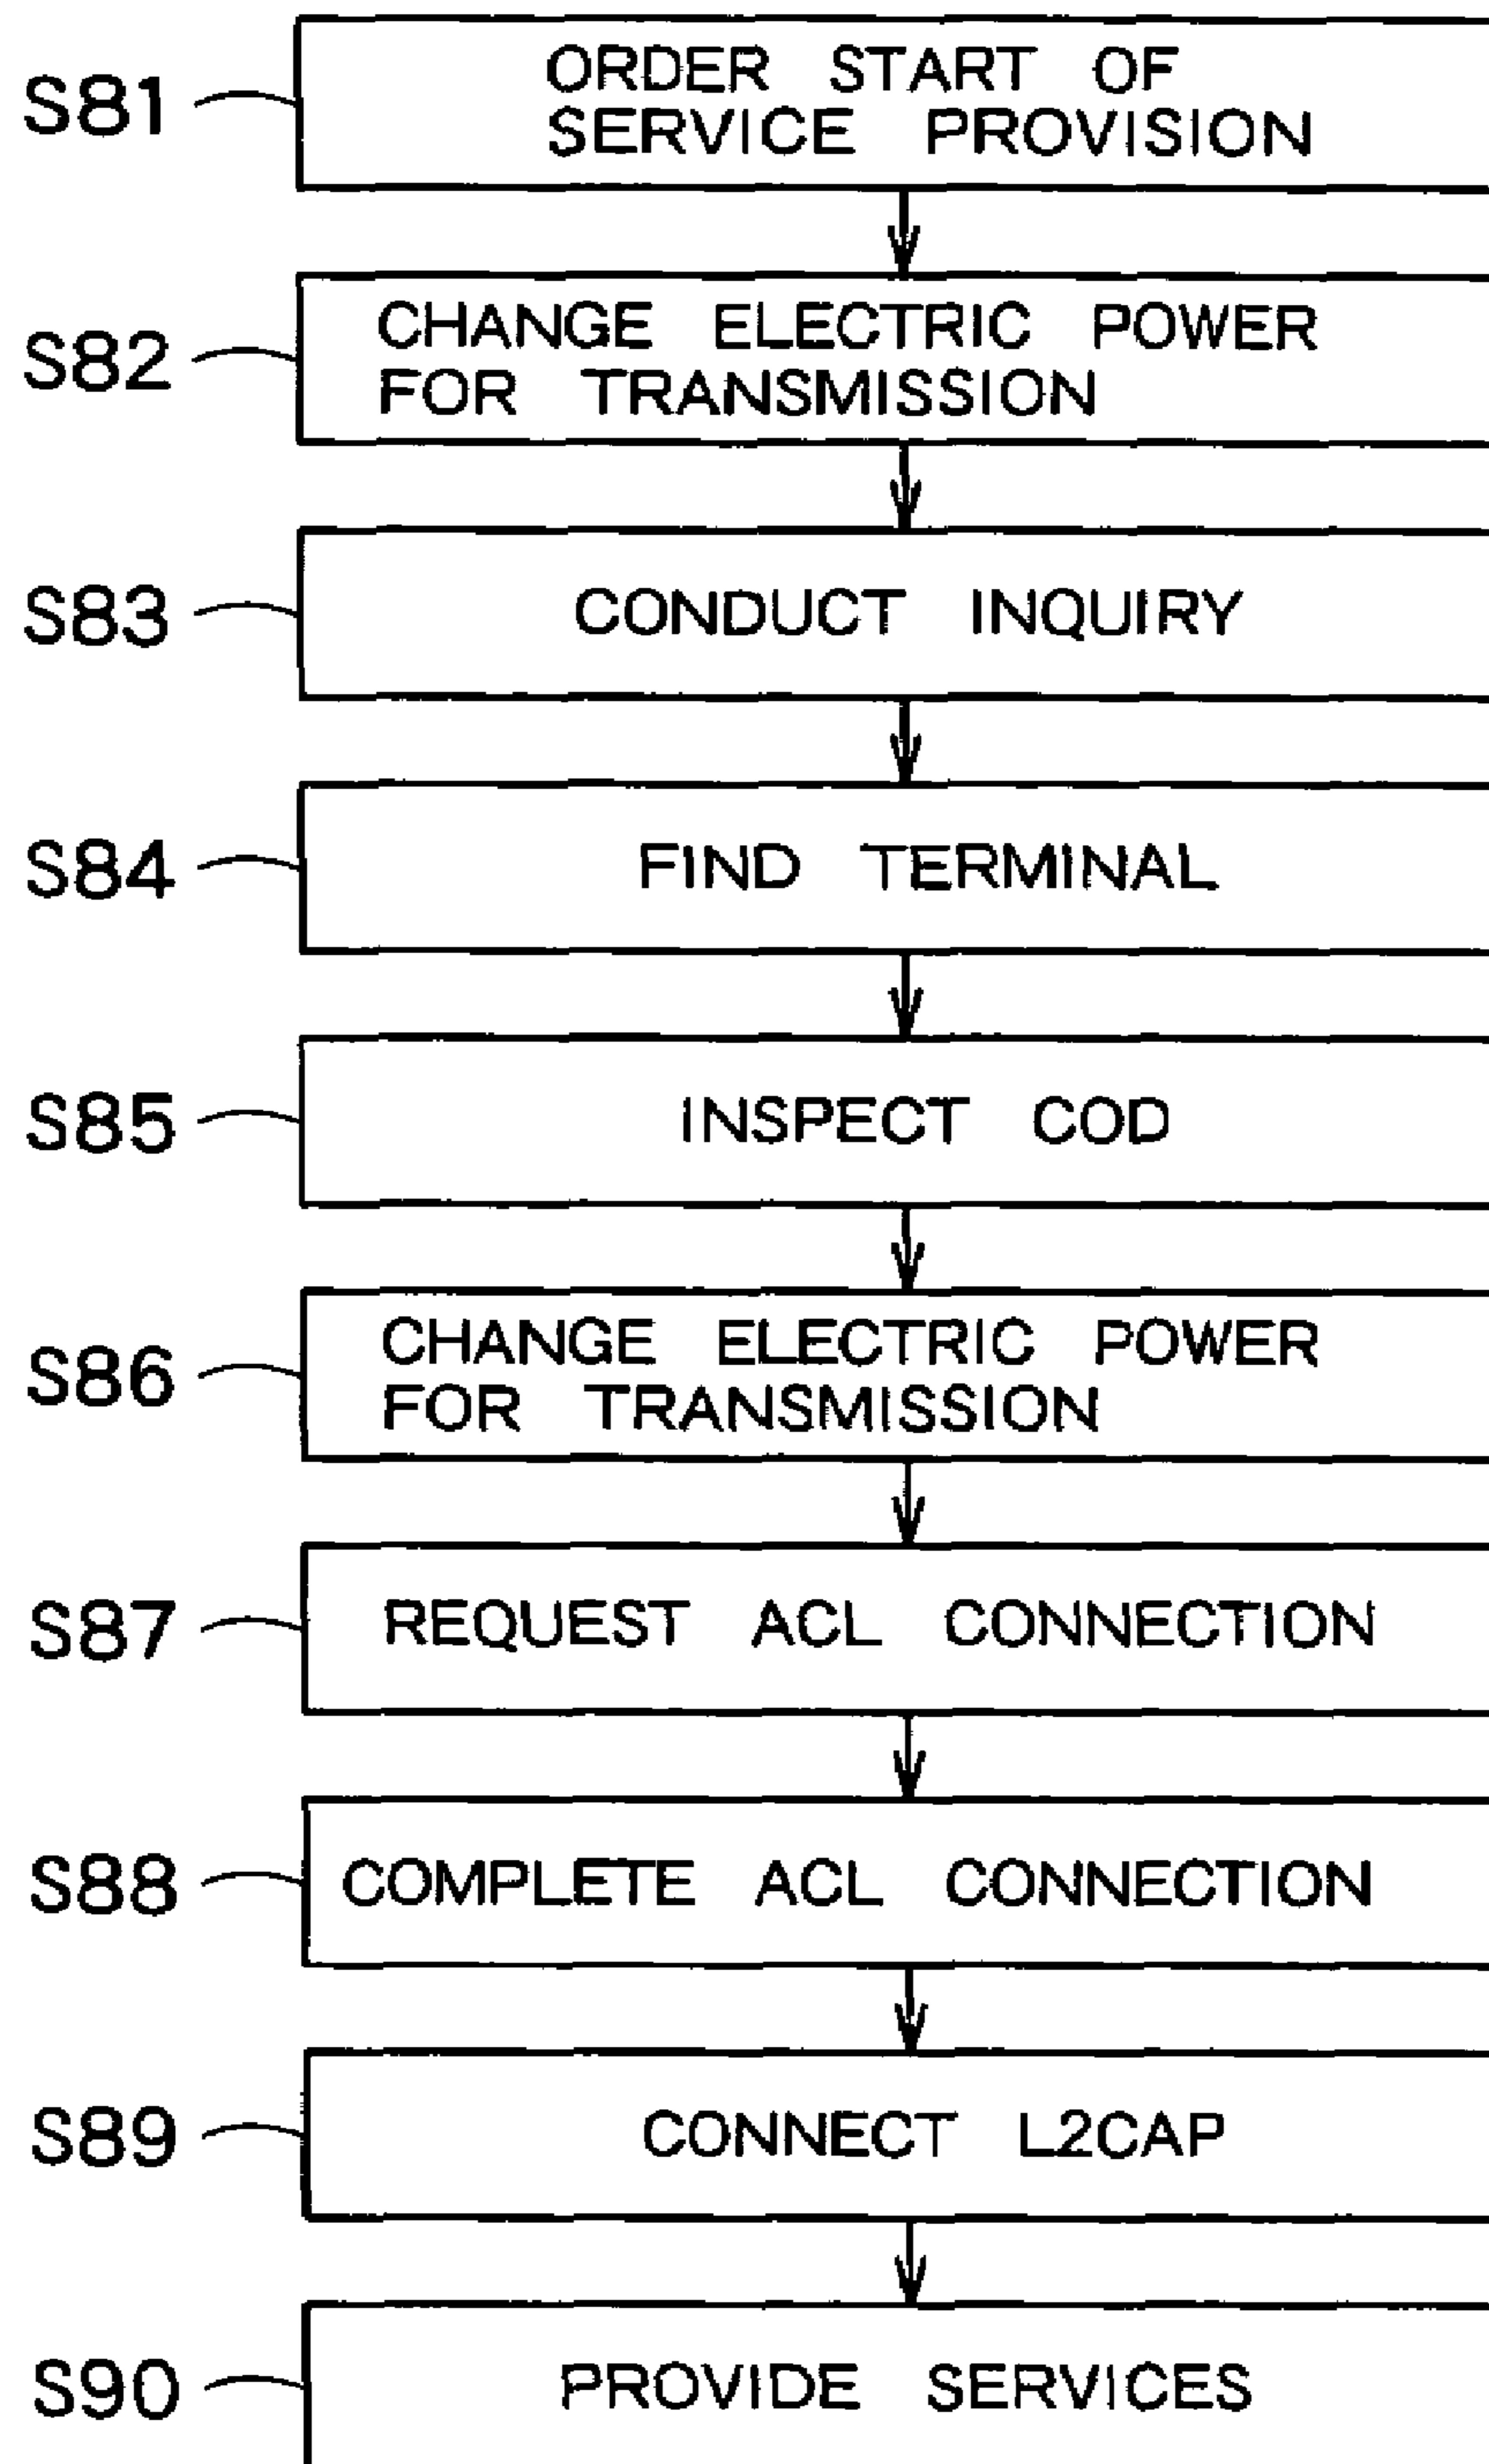 S81
ORDER START OF
SERVICE PROVISION
S82
CHANGE ELECTRIC POWER
FOR TRANSMISSION
S83
CONDUCT INQUIRY
S84
FIND TERMINAL
S85
INSPECT COD
S86
CHANGE ELECTRIC POWER
FOR TRANSMISSION
S87
REQUEST ACL CONNECTION
S88
COMPLETE ACL CONNECTION
S89
CONNECT L2CAP
S90
PROVIDE SERVICES